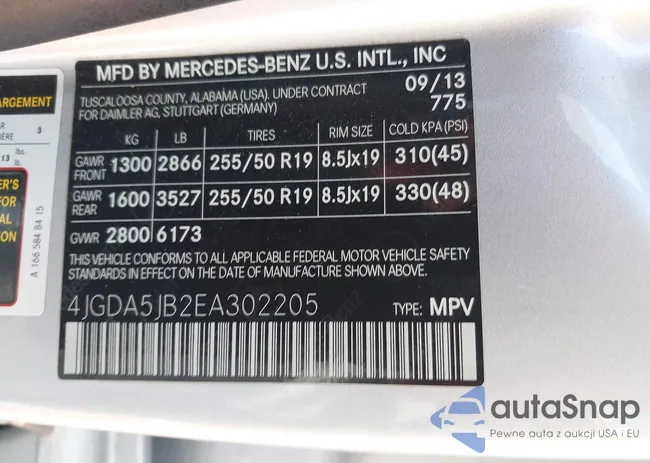 MFD BY MERCEDES-BENZ U.S. INTL., INC
TUSCALOOSA COUNTY, ALABAMA (USA), UNDER CONTRACT
FOR DAIMLER AG, STUTTGART (GERMANY)
09/13
775
KG LB TIRES RIM SIZE COLD KPA (PSI)
GAWR FRONT 1300 2866 255/50 R19 8.5Jx19 310(45)
GAWR REAR 1600 3527 255/50 R19 8.5Jx19 330(48)
GVWR 2800 6173
THIS VEHICLE CONFORMS TO ALL APPLICABLE FEDERAL MOTOR VEHICLE SAFETY
STANDARDS IN EFFECT ON THE DATE OF MANUFACTURE SHOWN ABOVE.
4JGDA5JB2EA302205 TYPE: MPV
A 166 584 84 15
3
lbs.
lb.
13
autaSnap
Pewne auta z aukcji USA i EU